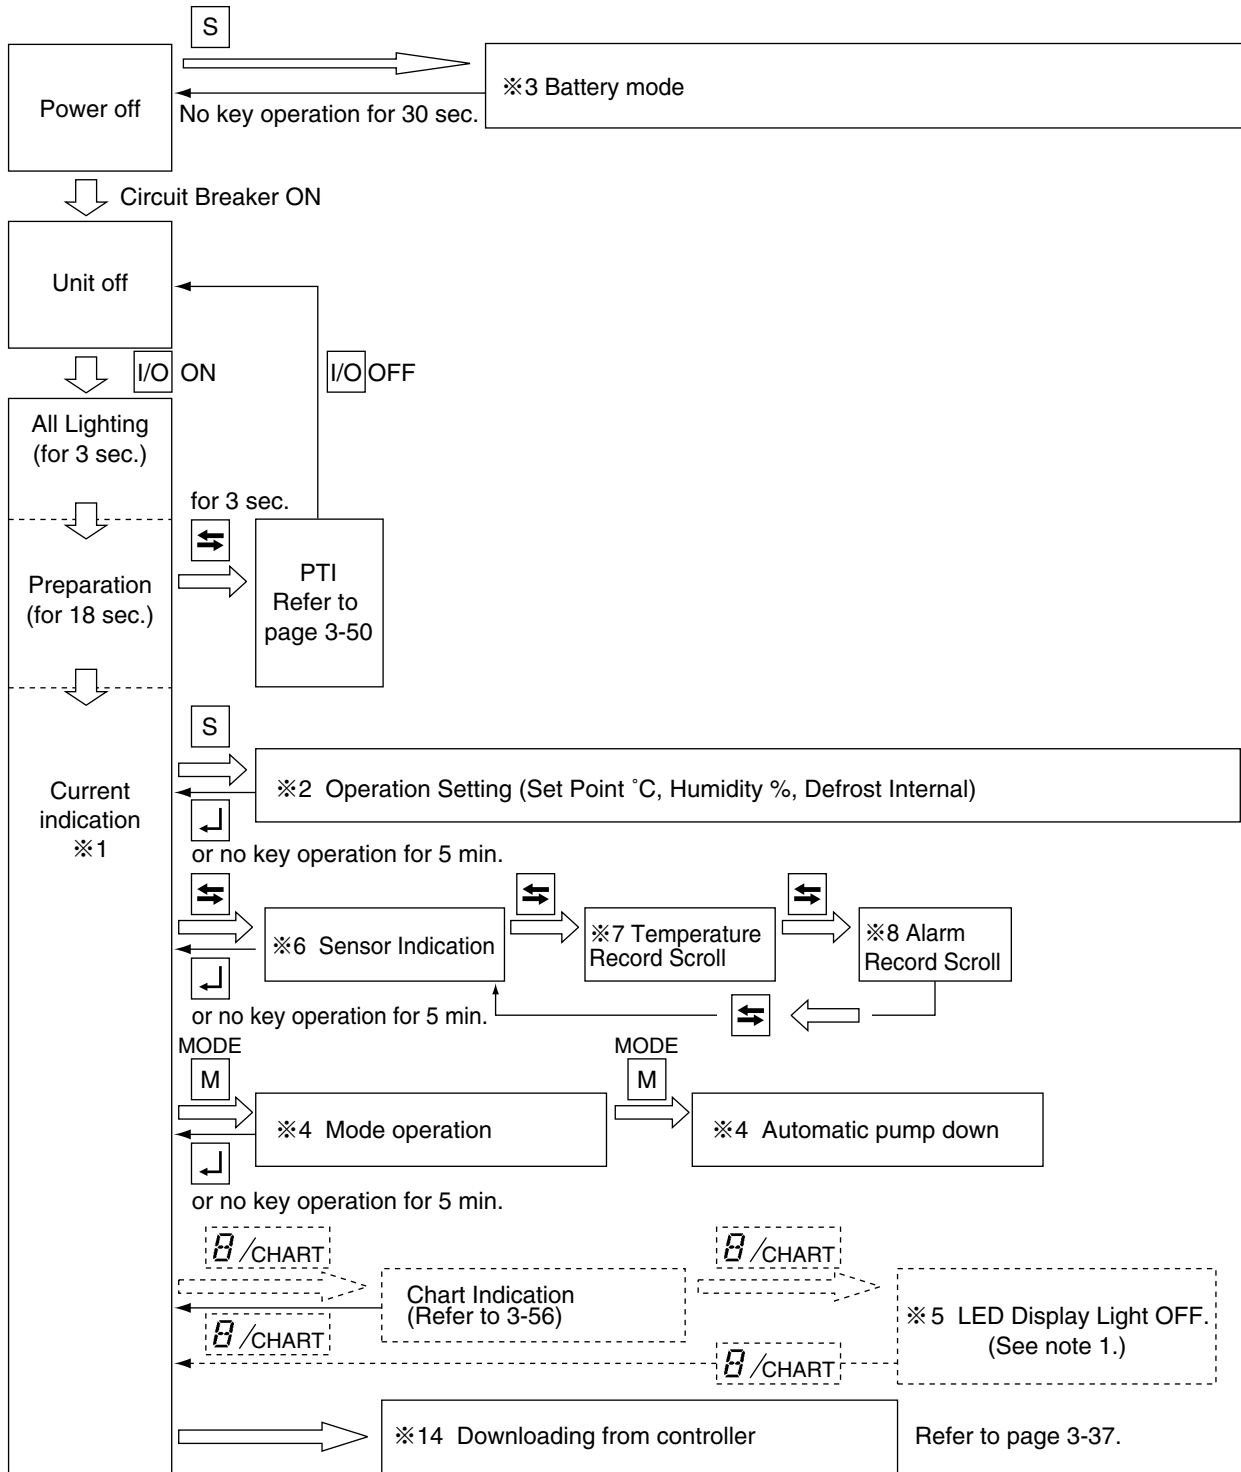 S
Power off
※3 Battery mode
No key operation for 30 sec.
Circuit Breaker ON
Unit off
I/O ON
I/O OFF
All Lighting
(for 3 sec.)
for 3 sec.
Preparation
(for 18 sec.)
PTI
Refer to
page 3-50
S
Current
indication
※1
※2 Operation Setting (Set Point ˚C, Humidity %, Defrost Internal)
or no key operation for 5 min.
※6 Sensor Indication
※7 Temperature
Record Scroll
※8 Alarm
Record Scroll
or no key operation for 5 min.
MODE
M
MODE
M
※4 Mode operation
※4 Automatic pump down
or no key operation for 5 min.
8/CHART
8/CHART
Chart Indication
(Refer to 3-56)
※5 LED Display Light OFF.
(See note 1.)
8/CHART
8/CHART
※14 Downloading from controller
Refer to page 3-37.